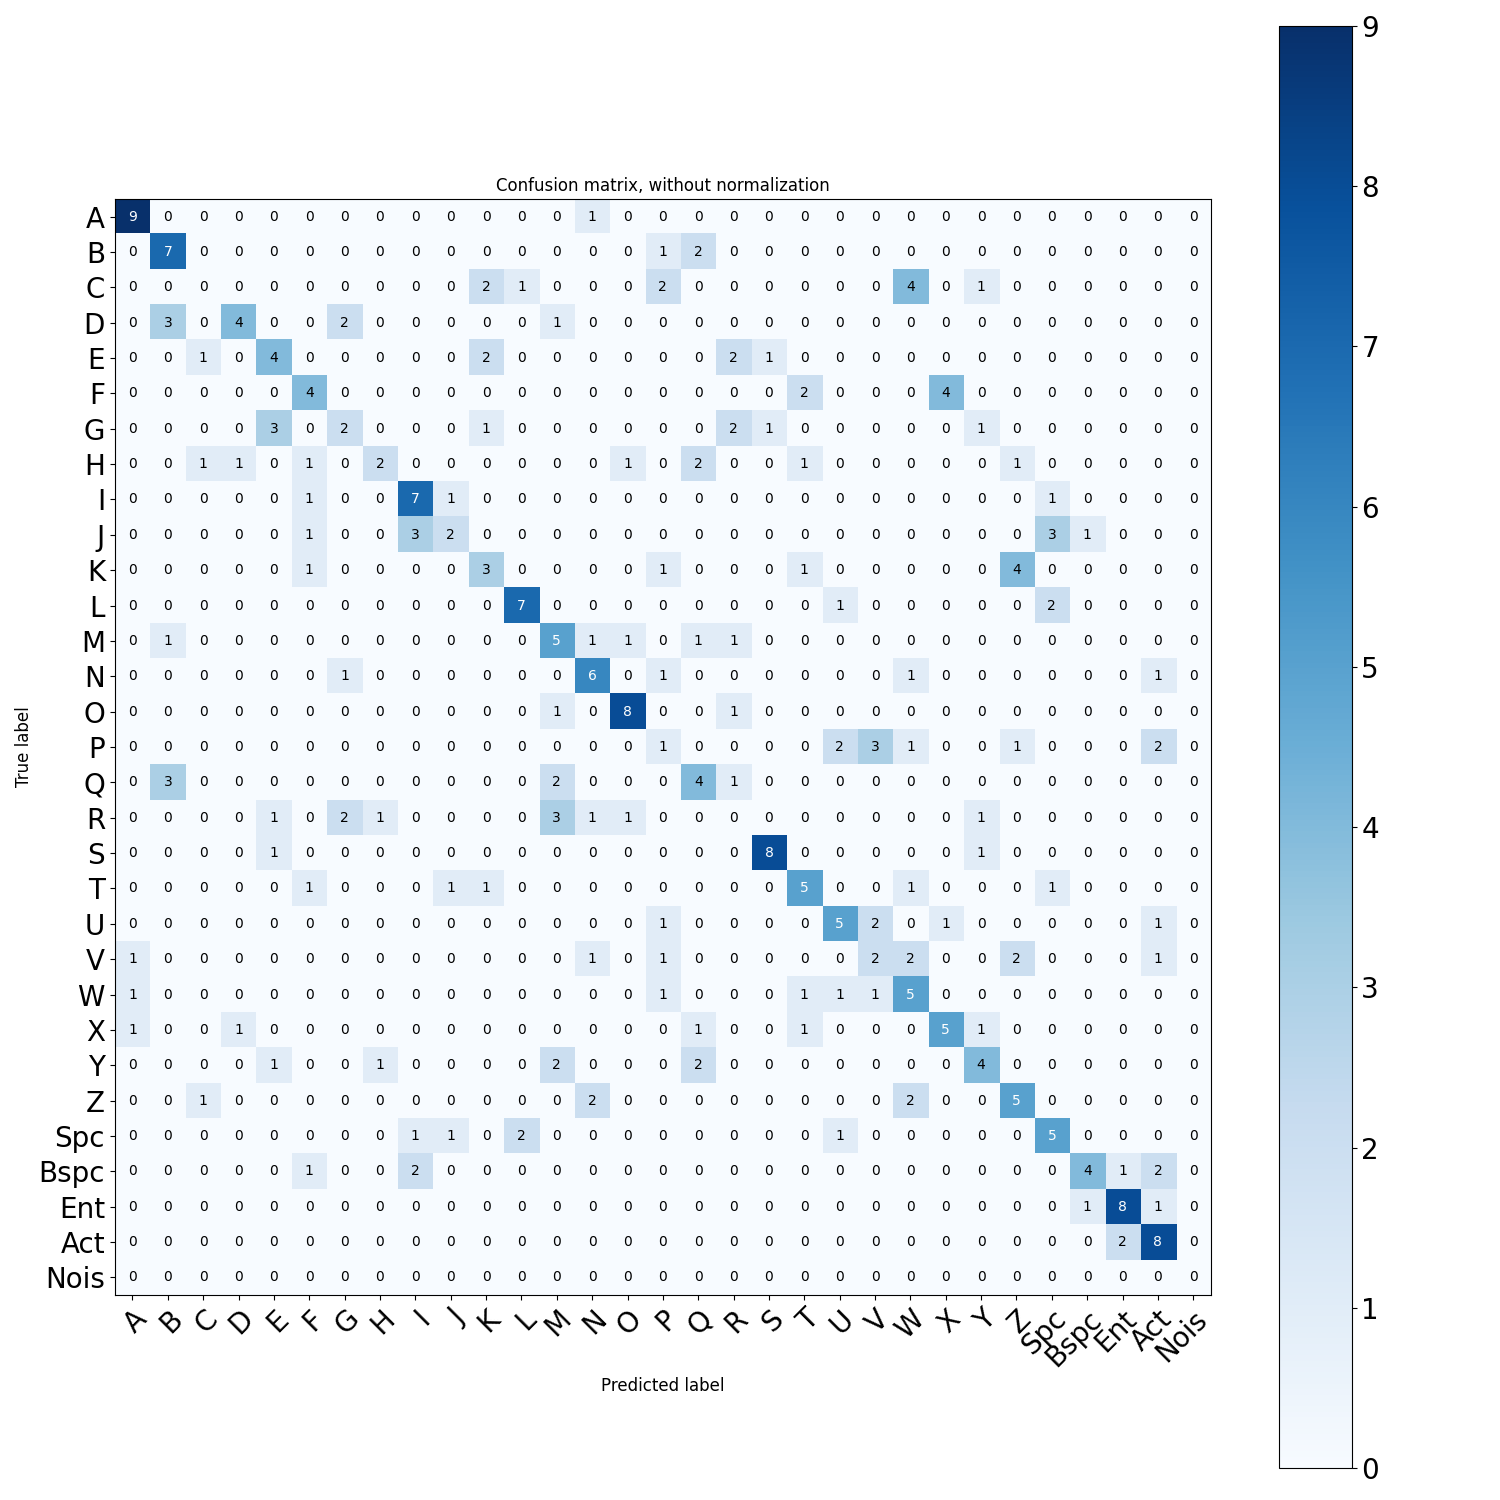 Confusion matrix, without normalization
True label
A 9 0 0 0 0 0 0 0 0 0 0 0 0 1 0 0 0 0 0 0 0 0 0 0 0 0 0 0 0 0 0
B 0 7 0 0 0 0 0 0 0 0 0 0 0 0 0 1 2 0 0 0 0 0 0 0 0 0 0 0 0 0 0
C 0 0 0 0 0 0 0 0 0 0 2 1 0 0 0 2 0 0 0 0 0 0 4 0 1 0 0 0 0 0 0
D 0 3 0 4 0 0 2 0 0 0 0 0 1 0 0 0 0 0 0 0 0 0 0 0 0 0 0 0 0 0 0
E 0 0 1 0 4 0 0 0 0 0 2 0 0 0 0 0 0 2 1 0 0 0 0 0 0 0 0 0 0 0 0
F 0 0 0 0 0 4 0 0 0 0 0 0 0 0 0 0 0 0 0 2 0 0 0 4 0 0 0 0 0 0 0
G 0 0 0 0 3 0 2 0 0 0 1 0 0 0 0 0 0 2 1 0 0 0 0 0 1 0 0 0 0 0 0
H 0 0 1 1 0 1 0 2 0 0 0 0 0 0 1 0 2 0 0 1 0 0 0 0 0 1 0 0 0 0 0
I 0 0 0 0 0 1 0 0 7 1 0 0 0 0 0 0 0 0 0 0 0 0 0 0 0 0 1 0 0 0 0
J 0 0 0 0 0 1 0 0 3 2 0 0 0 0 0 0 0 0 0 0 0 0 0 0 0 0 3 1 0 0 0
K 0 0 0 0 0 1 0 0 0 0 3 0 0 0 0 1 0 0 0 1 0 0 0 0 0 4 0 0 0 0 0
L 0 0 0 0 0 0 0 0 0 0 0 7 0 0 0 0 0 0 0 0 1 0 0 0 0 0 2 0 0 0 0
M 0 1 0 0 0 0 0 0 0 0 0 0 5 1 1 0 1 1 0 0 0 0 0 0 0 0 0 0 0 0 0
N 0 0 0 0 0 0 1 0 0 0 0 0 0 6 0 1 0 0 0 0 0 0 1 0 0 0 0 0 0 1 0
O 0 0 0 0 0 0 0 0 0 0 0 0 1 0 8 0 0 1 0 0 0 0 0 0 0 0 0 0 0 0 0
P 0 0 0 0 0 0 0 0 0 0 0 0 0 0 0 1 0 0 0 0 2 3 1 0 0 1 0 0 0 2 0
Q 0 3 0 0 0 0 0 0 0 0 0 0 2 0 0 0 4 1 0 0 0 0 0 0 0 0 0 0 0 0 0
R 0 0 0 0 1 0 2 1 0 0 0 0 3 1 1 0 0 0 0 0 0 0 0 0 1 0 0 0 0 0 0
S 0 0 0 0 1 0 0 0 0 0 0 0 0 0 0 0 0 0 8 0 0 0 0 0 1 0 0 0 0 0 0
T 0 0 0 0 0 1 0 0 0 1 1 0 0 0 0 0 0 0 0 5 0 0 1 0 0 0 1 0 0 0 0
U 0 0 0 0 0 0 0 0 0 0 0 0 0 0 0 1 0 0 0 0 5 2 0 1 0 0 0 0 0 1 0
V 1 0 0 0 0 0 0 0 0 0 0 0 0 1 0 1 0 0 0 0 0 2 2 0 0 2 0 0 0 1 0
W 1 0 0 0 0 0 0 0 0 0 0 0 0 0 0 1 0 0 0 1 1 1 5 0 0 0 0 0 0 0 0
X 1 0 0 1 0 0 0 0 0 0 0 0 0 0 0 0 1 0 0 1 0 0 0 5 1 0 0 0 0 0 0
Y 0 0 0 0 1 0 0 1 0 0 0 0 2 0 0 0 2 0 0 0 0 0 0 0 4 0 0 0 0 0 0
Z 0 0 1 0 0 0 0 0 0 0 0 0 0 2 0 0 0 0 0 0 0 0 2 0 0 5 0 0 0 0 0
Spc 0 0 0 0 0 0 0 0 1 1 0 2 0 0 0 0 0 0 0 0 1 0 0 0 0 0 5 0 0 0 0
Bspc 0 0 0 0 0 1 0 0 2 0 0 0 0 0 0 0 0 0 0 0 0 0 0 0 0 0 0 4 1 2 0
Ent 0 0 0 0 0 0 0 0 0 0 0 0 0 0 0 0 0 0 0 0 0 0 0 0 0 0 0 1 8 1 0
Act 0 0 0 0 0 0 0 0 0 0 0 0 0 0 0 0 0 0 0 0 0 0 0 0 0 0 0 0 2 8 0
Nois 0 0 0 0 0 0 0 0 0 0 0 0 0 0 0 0 0 0 0 0 0 0 0 0 0 0 0 0 0 0 0
A B C D E F G H I J K L M N O P Q R S T U V W X Y Z Spc Bspc Ent Act Nois
Predicted label
9
8
7
6
5
4
3
2
1
0